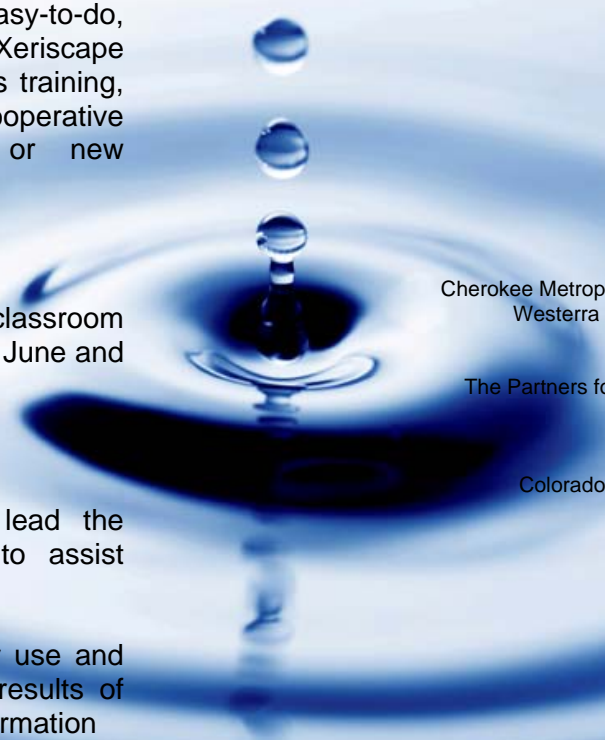 asy-to-do,
Xeriscape
s training,
ooperative
or new
classroom
June and
lead the
to assist
use and
results of
rmation
Cherokee Metrop
Westerra
The Partners fo
Colorado